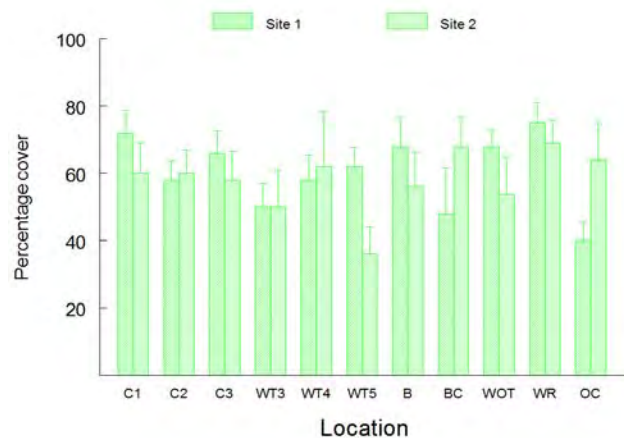 Site 1 Site 2
100
80
60
40
20
Percentage cover
C1 C2 C3 WT3 WT4 WT5 B BC WOT WR OC
Location